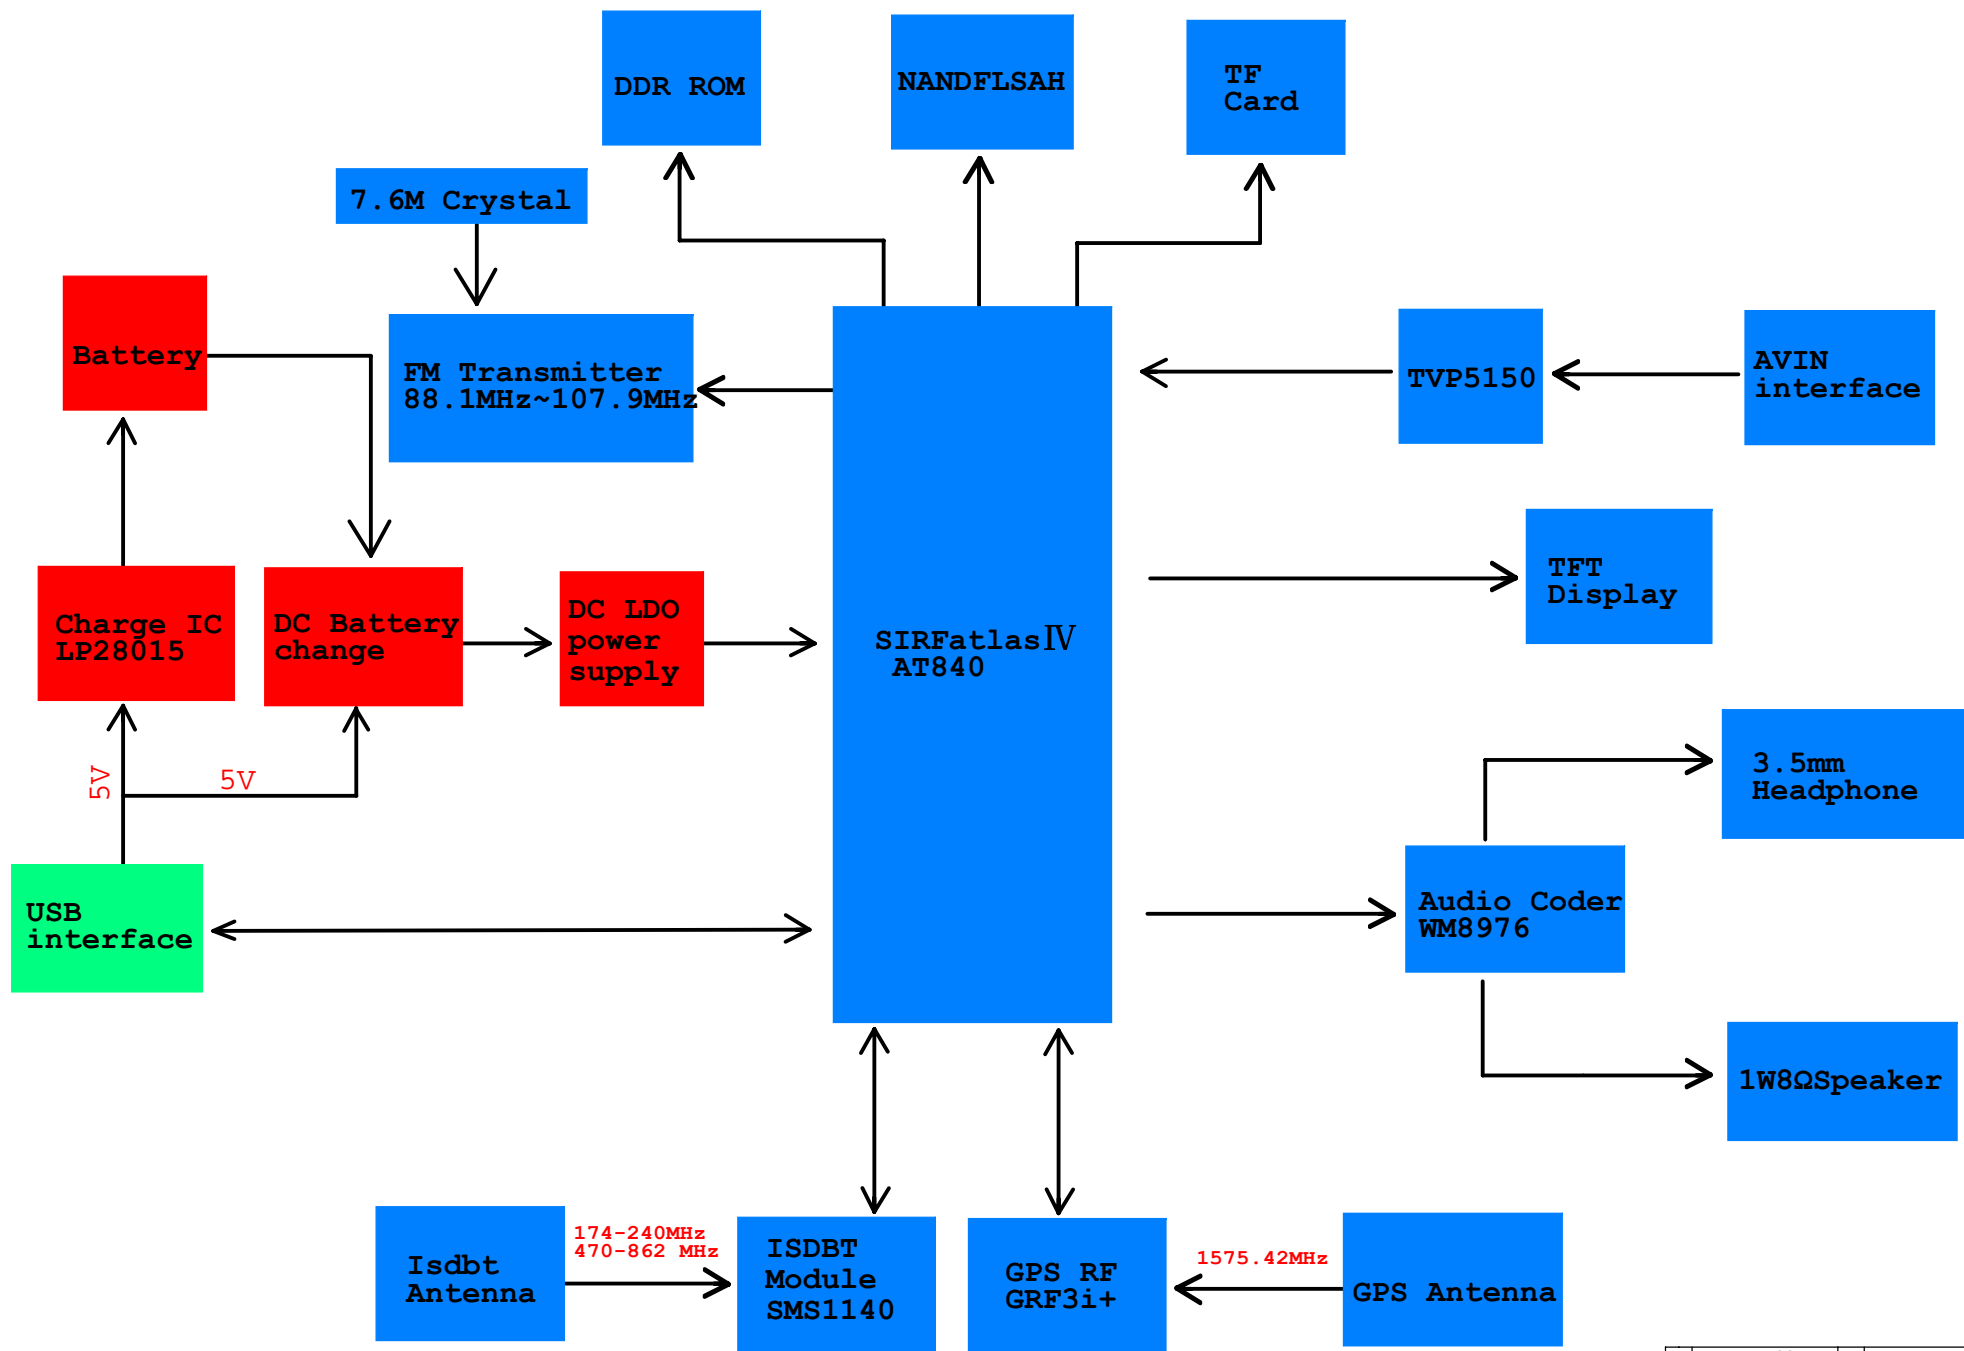 DDR ROM
NANDFLSAH
TF
Card
7.6M Crystal
Battery
FM Transmitter
88.1MHz~107.9MHz
TVP5150
AVIN
interface
TFT
Display
Charge IC
LP28015
DC Battery
change
DC LDO
power
supply
SIRFatlasⅣ
AT840
5V
5V
3.5mm
Headphone
USB
interface
Audio Coder
WM8976
1W8ΩSpeaker
Isdbt
Antenna
174-240MHz
470-862 MHz
ISDBT
Module
SMS1140
GPS RF
GRF3i+
1575.42MHz
GPS Antenna